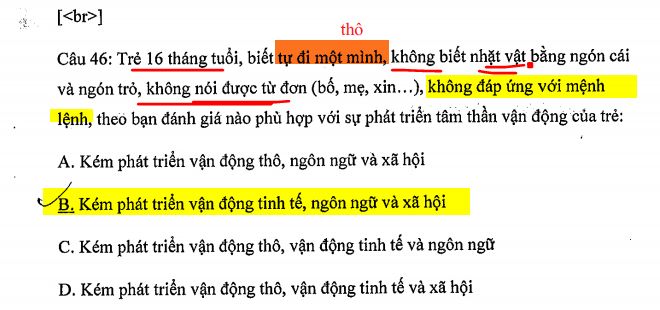 [<br>]
thô
Câu 46: Trẻ 16 tháng tuổi, biết tự đi một mình, không biết nhặt vật bằng ngón cái
và ngón trỏ, không nói được từ đơn (bố, mẹ, xin…), không đáp ứng với mệnh
lệnh, theo bạn đánh giá nào phù hợp với sự phát triển tâm thần vận động của trẻ:
A. Kém phát triển vận động thô, ngôn ngữ và xã hội
B. Kém phát triển vận động tinh tế, ngôn ngữ và xã hội
C. Kém phát triển vận động thô, vận động tinh tế và ngôn ngữ
D. Kém phát triển vận động thô, vận động tinh tế và xã hội